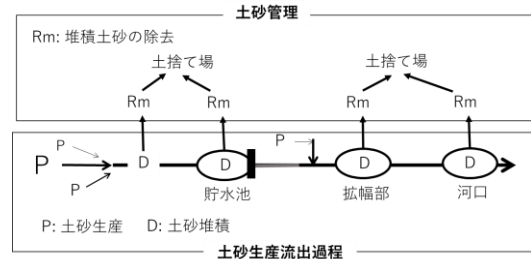 土砂管理
Rm: 堆積土砂の除去
土捨て場 土捨て場
Rm Rm Rm Rm
P P
P D D D D
P
貯水池 拡幅部 河口
P: 土砂生産 D: 土砂堆積
土砂生産流出過程